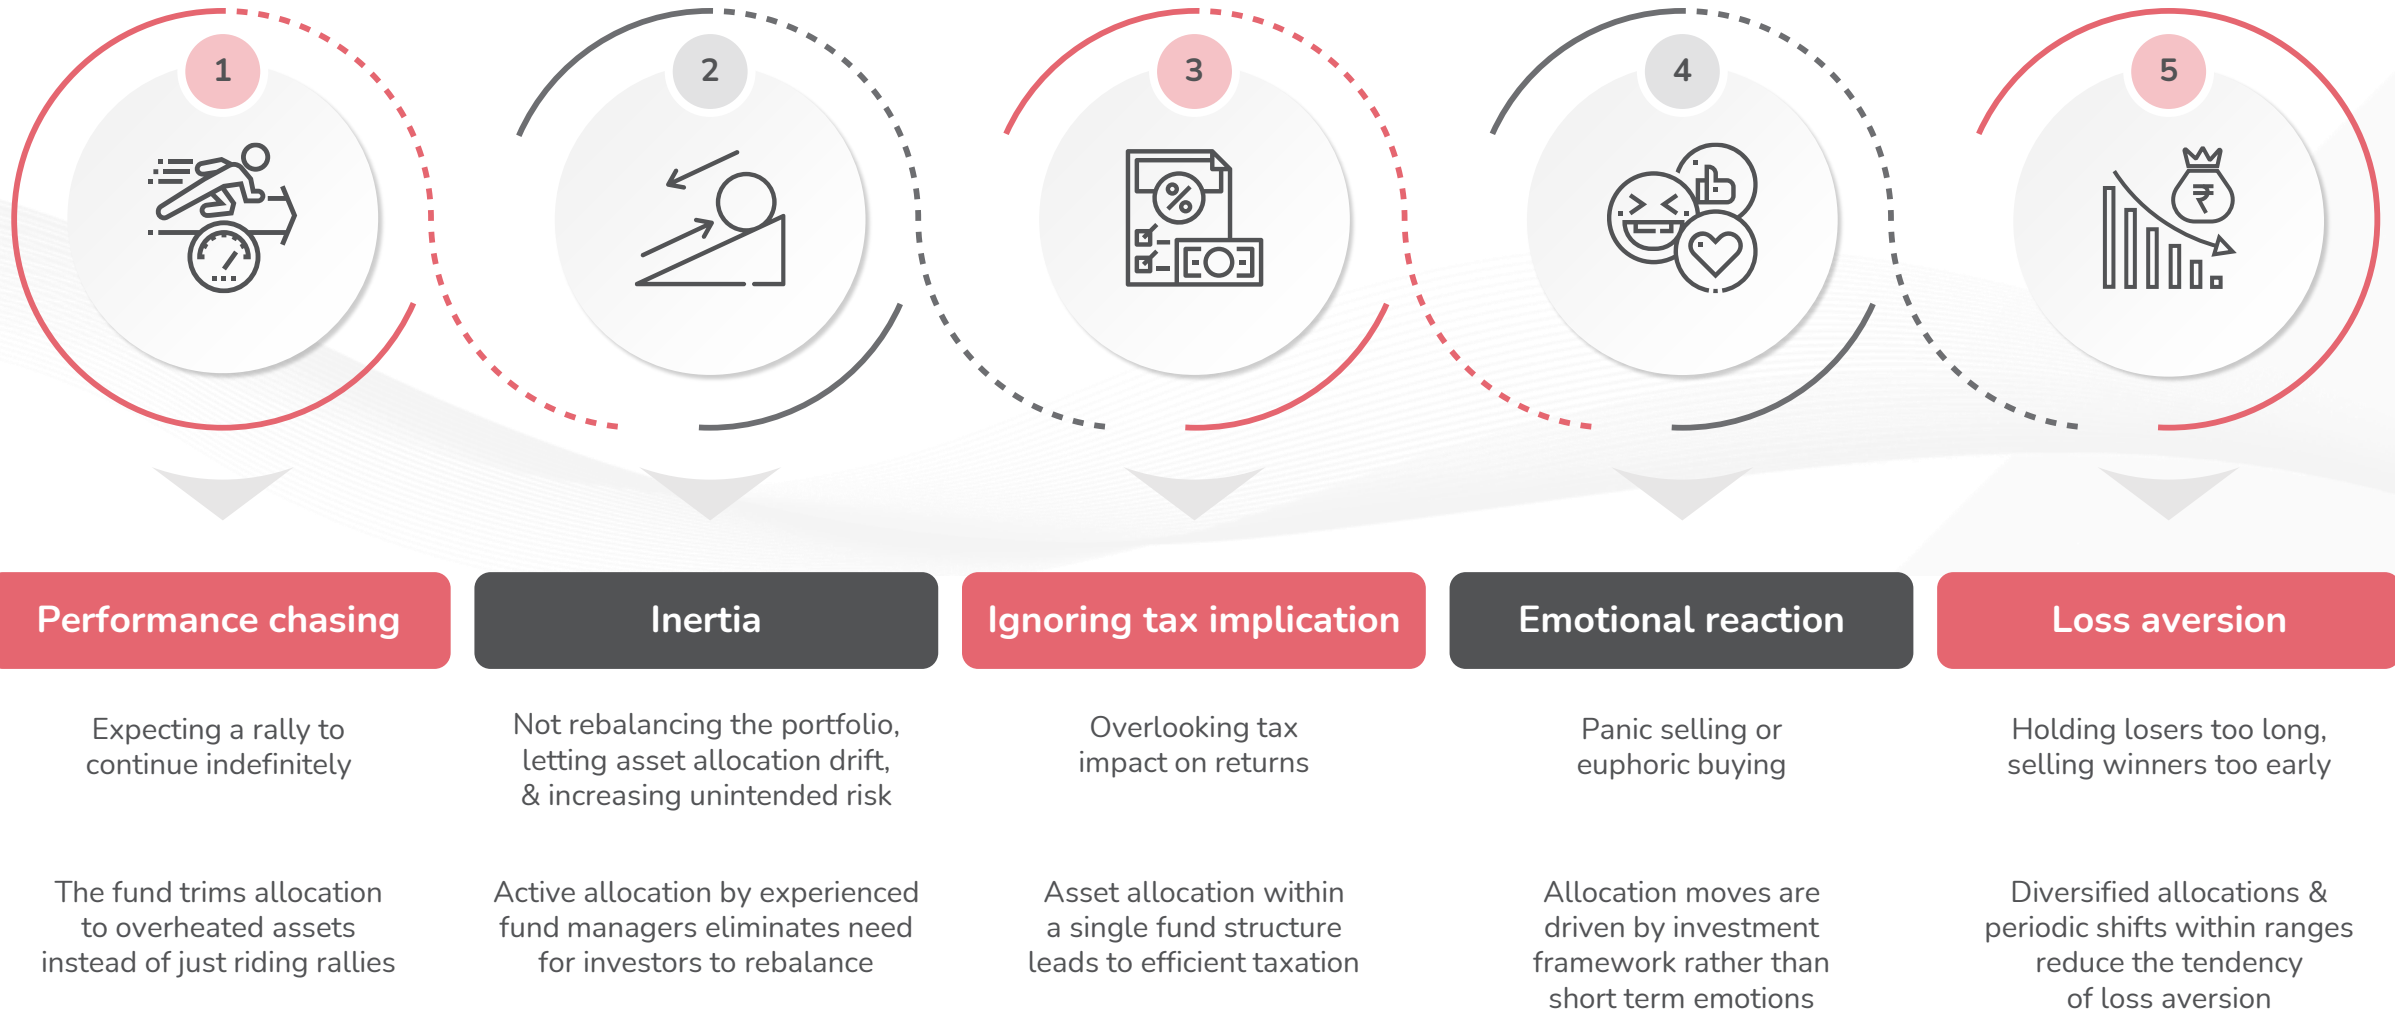 1
2
3
4
5
%
₹
Performance chasing
Inertia
Ignoring tax implication
Emotional reaction
Loss aversion
Expecting a rally to
continue indefinitely
Not rebalancing the portfolio,
letting asset allocation drift,
& increasing unintended risk
Overlooking tax
impact on returns
Panic selling or
euphoric buying
Holding losers too long,
selling winners too early
The fund trims allocation
to overheated assets
instead of just riding rallies
Active allocation by experienced
fund managers eliminates need
for investors to rebalance
Asset allocation within
a single fund structure
leads to efficient taxation
Allocation moves are
driven by investment
framework rather than
short term emotions
Diversified allocations &
periodic shifts within ranges
reduce the tendency
of loss aversion